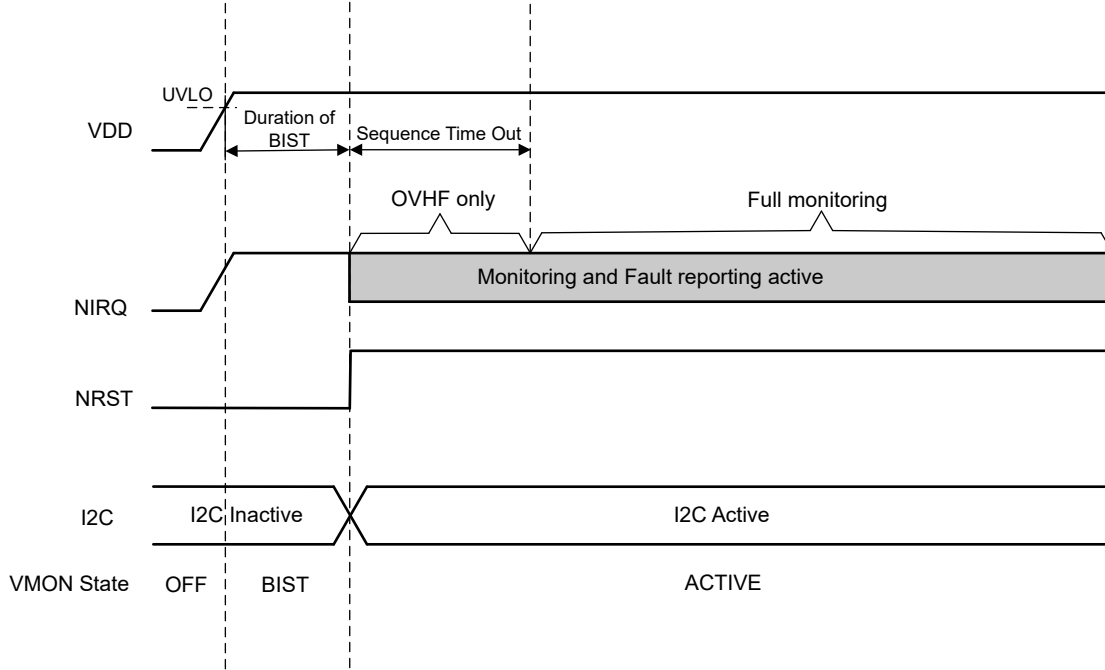 UVLO
VDD
Duration of
BIST
Sequence Time Out
OVHF only
Full monitoring
Monitoring and Fault reporting active
NIRQ
NRST
I2C
I2C Inactive
I2C Active
VMON State
OFF
BIST
ACTIVE